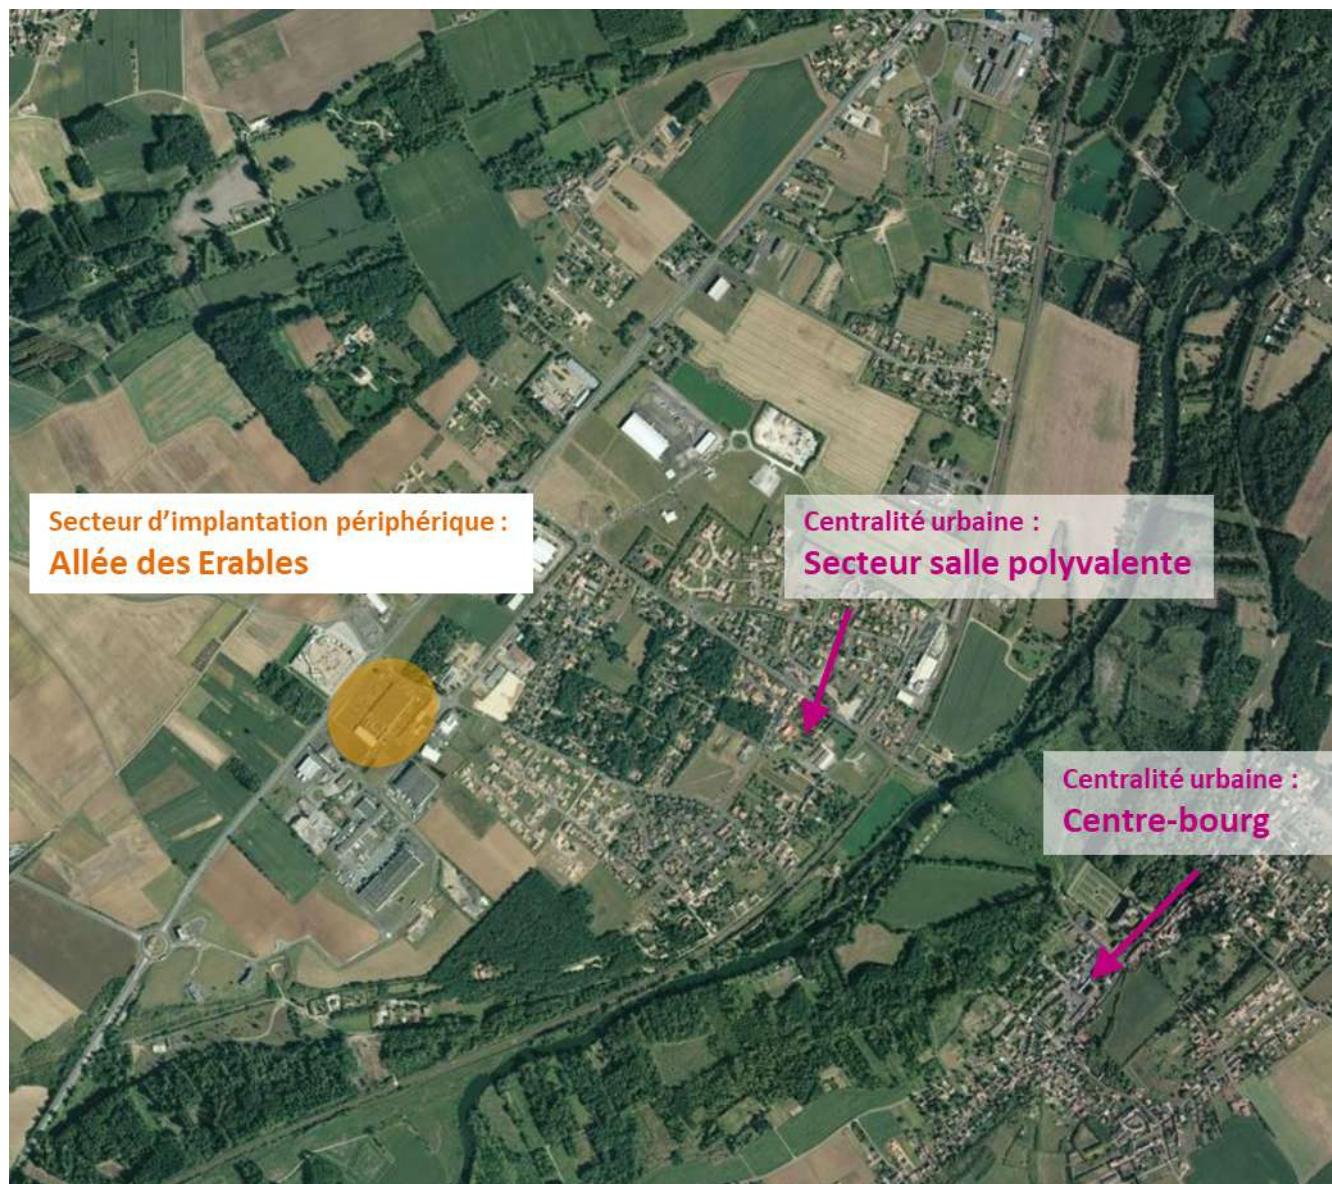 Secteur d’implantation périphérique :
Allée des Erables
Centralité urbaine :
Secteur salle polyvalente
Centralité urbaine :
Centre-bourg